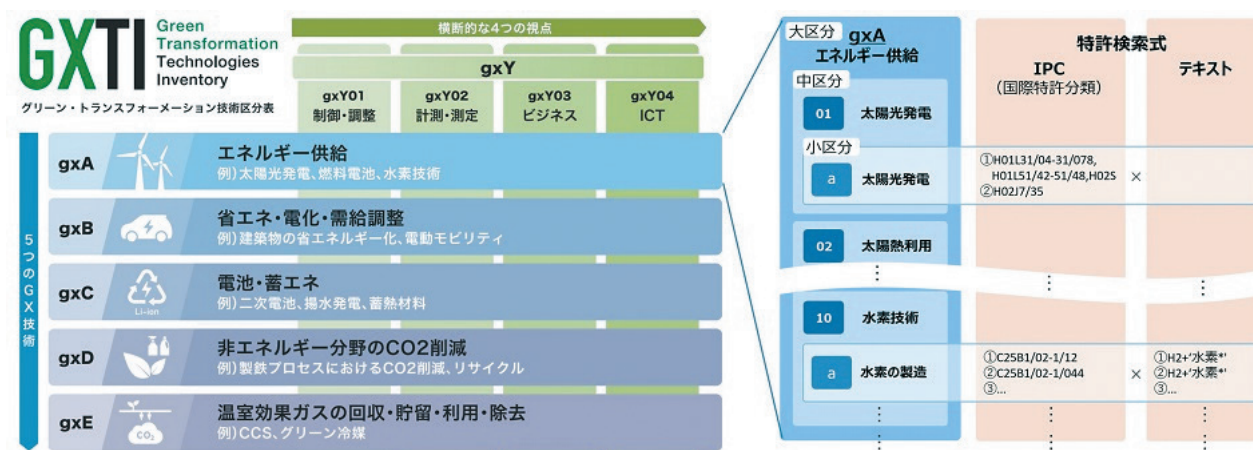 GXTI
Green
Transformation
Technologies
Inventory
グリーン・トランスフォーメーション技術区分表
横断的な4つの視点
gxY
gxY01
制御・調整
gxY02
計測・測定
gxY03
ビジネス
gxY04
ICT
5つのGX技術
gxA
エネルギー供給
例)太陽光発電、燃料電池、水素技術
gxB
省エネ・電化・需給調整
例)建築物の省エネルギー化、電動モビリティ
gxC
Li-ion
電池・蓄エネ
例)二次電池、揚水発電、蓄熱材料
gxD
非エネルギー分野のCO2削減
例)製鉄プロセスにおけるCO2削減、リサイクル
gxE
CO2
温室効果ガスの回収・貯留・利用・除去
例)CCS、グリーン冷媒
大区分
gxA
エネルギー供給
中区分
01 太陽光発電
小区分
a 太陽光発電
02 太陽熱利用
⋮
10 水素技術
a 水素の製造
⋮
特許検索式
IPC
(国際特許分類)
テキスト
①H01L31/04-31/078,
H01L51/42-51/48,H02S
②H02J7/35
×
⋮
⋮
①C25B1/02-1/12
②C25B1/02-1/044
③...
×
①H2+'水素*'
②H2+'水素*'
③...
⋮
⋮